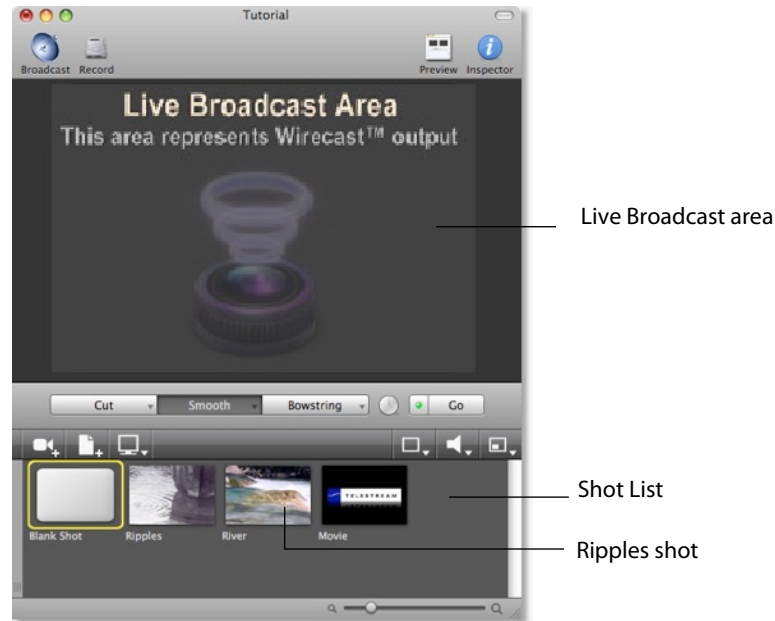 Tutorial
Broadcast Record Preview Inspector
Live Broadcast Area
This area represents Wirecast™ output
Live Broadcast area
Cut Smooth Bowstring Go
TELESTREAM
Shot List
Blank Shot Ripples River Movie
Ripples shot